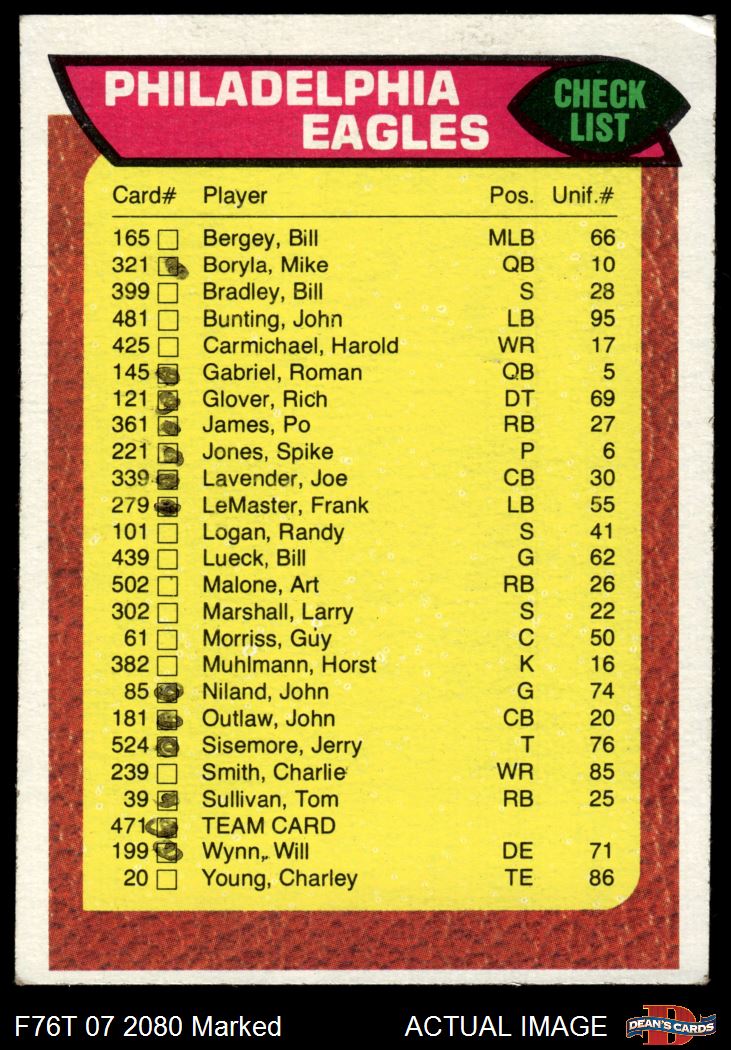 PHILADELPHIA
EAGLES
CHECK
LIST
Card# Player Pos. Unif.#
165 Bergey, Bill MLB 66
321 Boryla, Mike QB 10
399 Bradley, Bill S 28
481 Bunting, John LB 95
425 Carmichael, Harold WR 17
145 Gabriel, Roman QB 5
121 Glover, Rich DT 69
361 James, Po RB 27
221 Jones, Spike P 6
339 Lavender, Joe CB 30
279 LeMaster, Frank LB 55
101 Logan, Randy S 41
439 Lueck, Bill G 62
502 Malone, Art RB 26
302 Marshall, Larry S 22
61 Morriss, Guy C 50
382 Muhlmann, Horst K 16
85 Niland, John G 74
181 Outlaw, John CB 20
524 Sisemore, Jerry T 76
239 Smith, Charlie WR 85
39 Sullivan, Tom RB 25
471 TEAM CARD
199 Wynn, Will DE 71
20 Young, Charley TE 86
F76T 07 2080 Marked ACTUAL IMAGE
D
DEAN'S CARDS